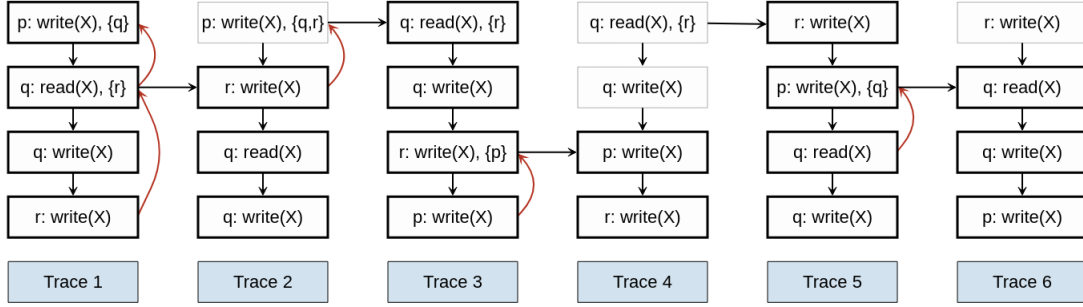 p: write(X), {q}
q: read(X), {r}
q: write(X)
r: write(X)
Trace 1
p: write(X), {q,r}
r: write(X)
q: read(X)
q: write(X)
Trace 2
q: read(X), {r}
q: write(X)
r: write(X), {p}
p: write(X)
Trace 3
q: read(X), {r}
q: write(X)
p: write(X)
r: write(X)
Trace 4
r: write(X)
p: write(X), {q}
q: read(X)
q: write(X)
Trace 5
r: write(X)
q: read(X)
q: write(X)
p: write(X)
Trace 6